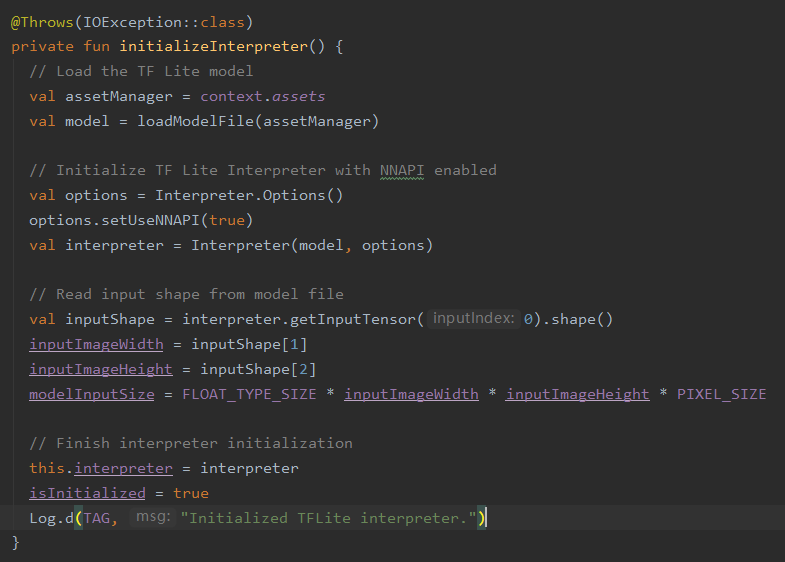 @Throws(IOException::class)
private fun initializeInterpreter() {
// Load the TF Lite model
val assetManager = context.assets
val model = loadModelFile(assetManager)
// Initialize TF Lite Interpreter with NNAPI enabled
val options = Interpreter.Options()
options.setUseNNAPI(true)
val interpreter = Interpreter(model, options)
// Read input shape from model file
val inputShape = interpreter.getInputTensor( inputIndex: 0).shape()
inputImageWidth = inputShape[1]
inputImageHeight = inputShape[2]
modelInputSize = FLOAT_TYPE_SIZE * inputImageWidth * inputImageHeight * PIXEL_SIZE
// Finish interpreter initialization
this.interpreter = interpreter
isInitialized = true
Log.d(TAG, msg: "Initialized TFLite interpreter.")
}